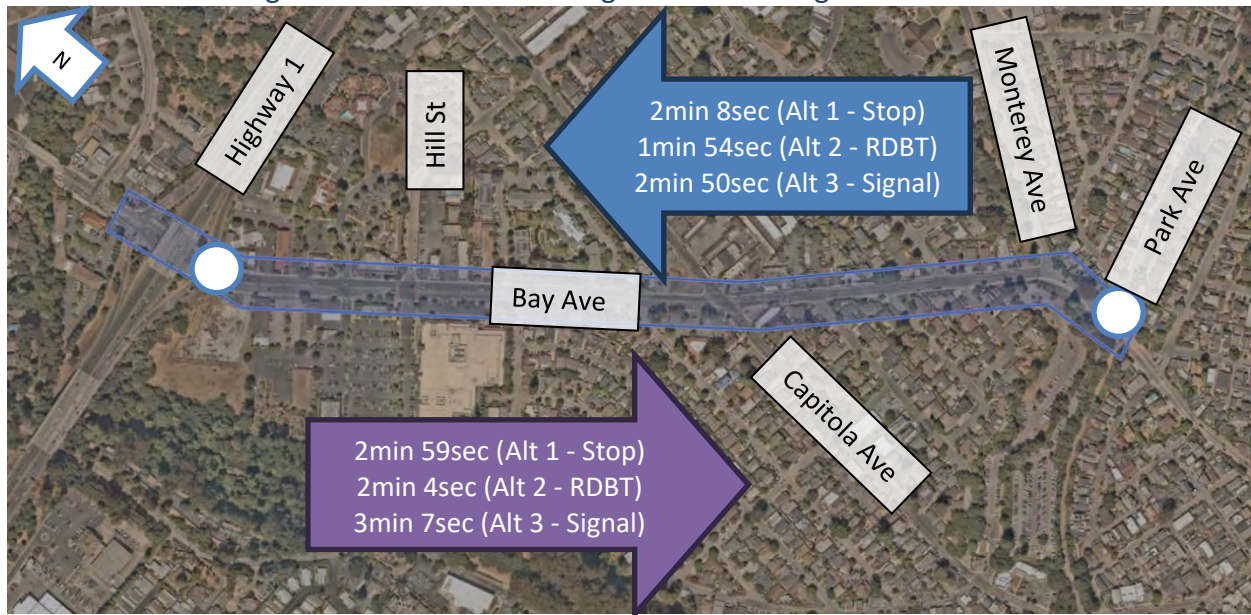 N
Highway 1
Hill St
2min 8sec (Alt 1 - Stop)
1min 54sec (Alt 2 - RDBT)
2min 50sec (Alt 3 - Signal)
Monterey Ave
Park Ave
Bay Ave
Capitola Ave
2min 59sec (Alt 1 - Stop)
2min 4sec (Alt 2 - RDBT)
3min 7sec (Alt 3 - Signal)